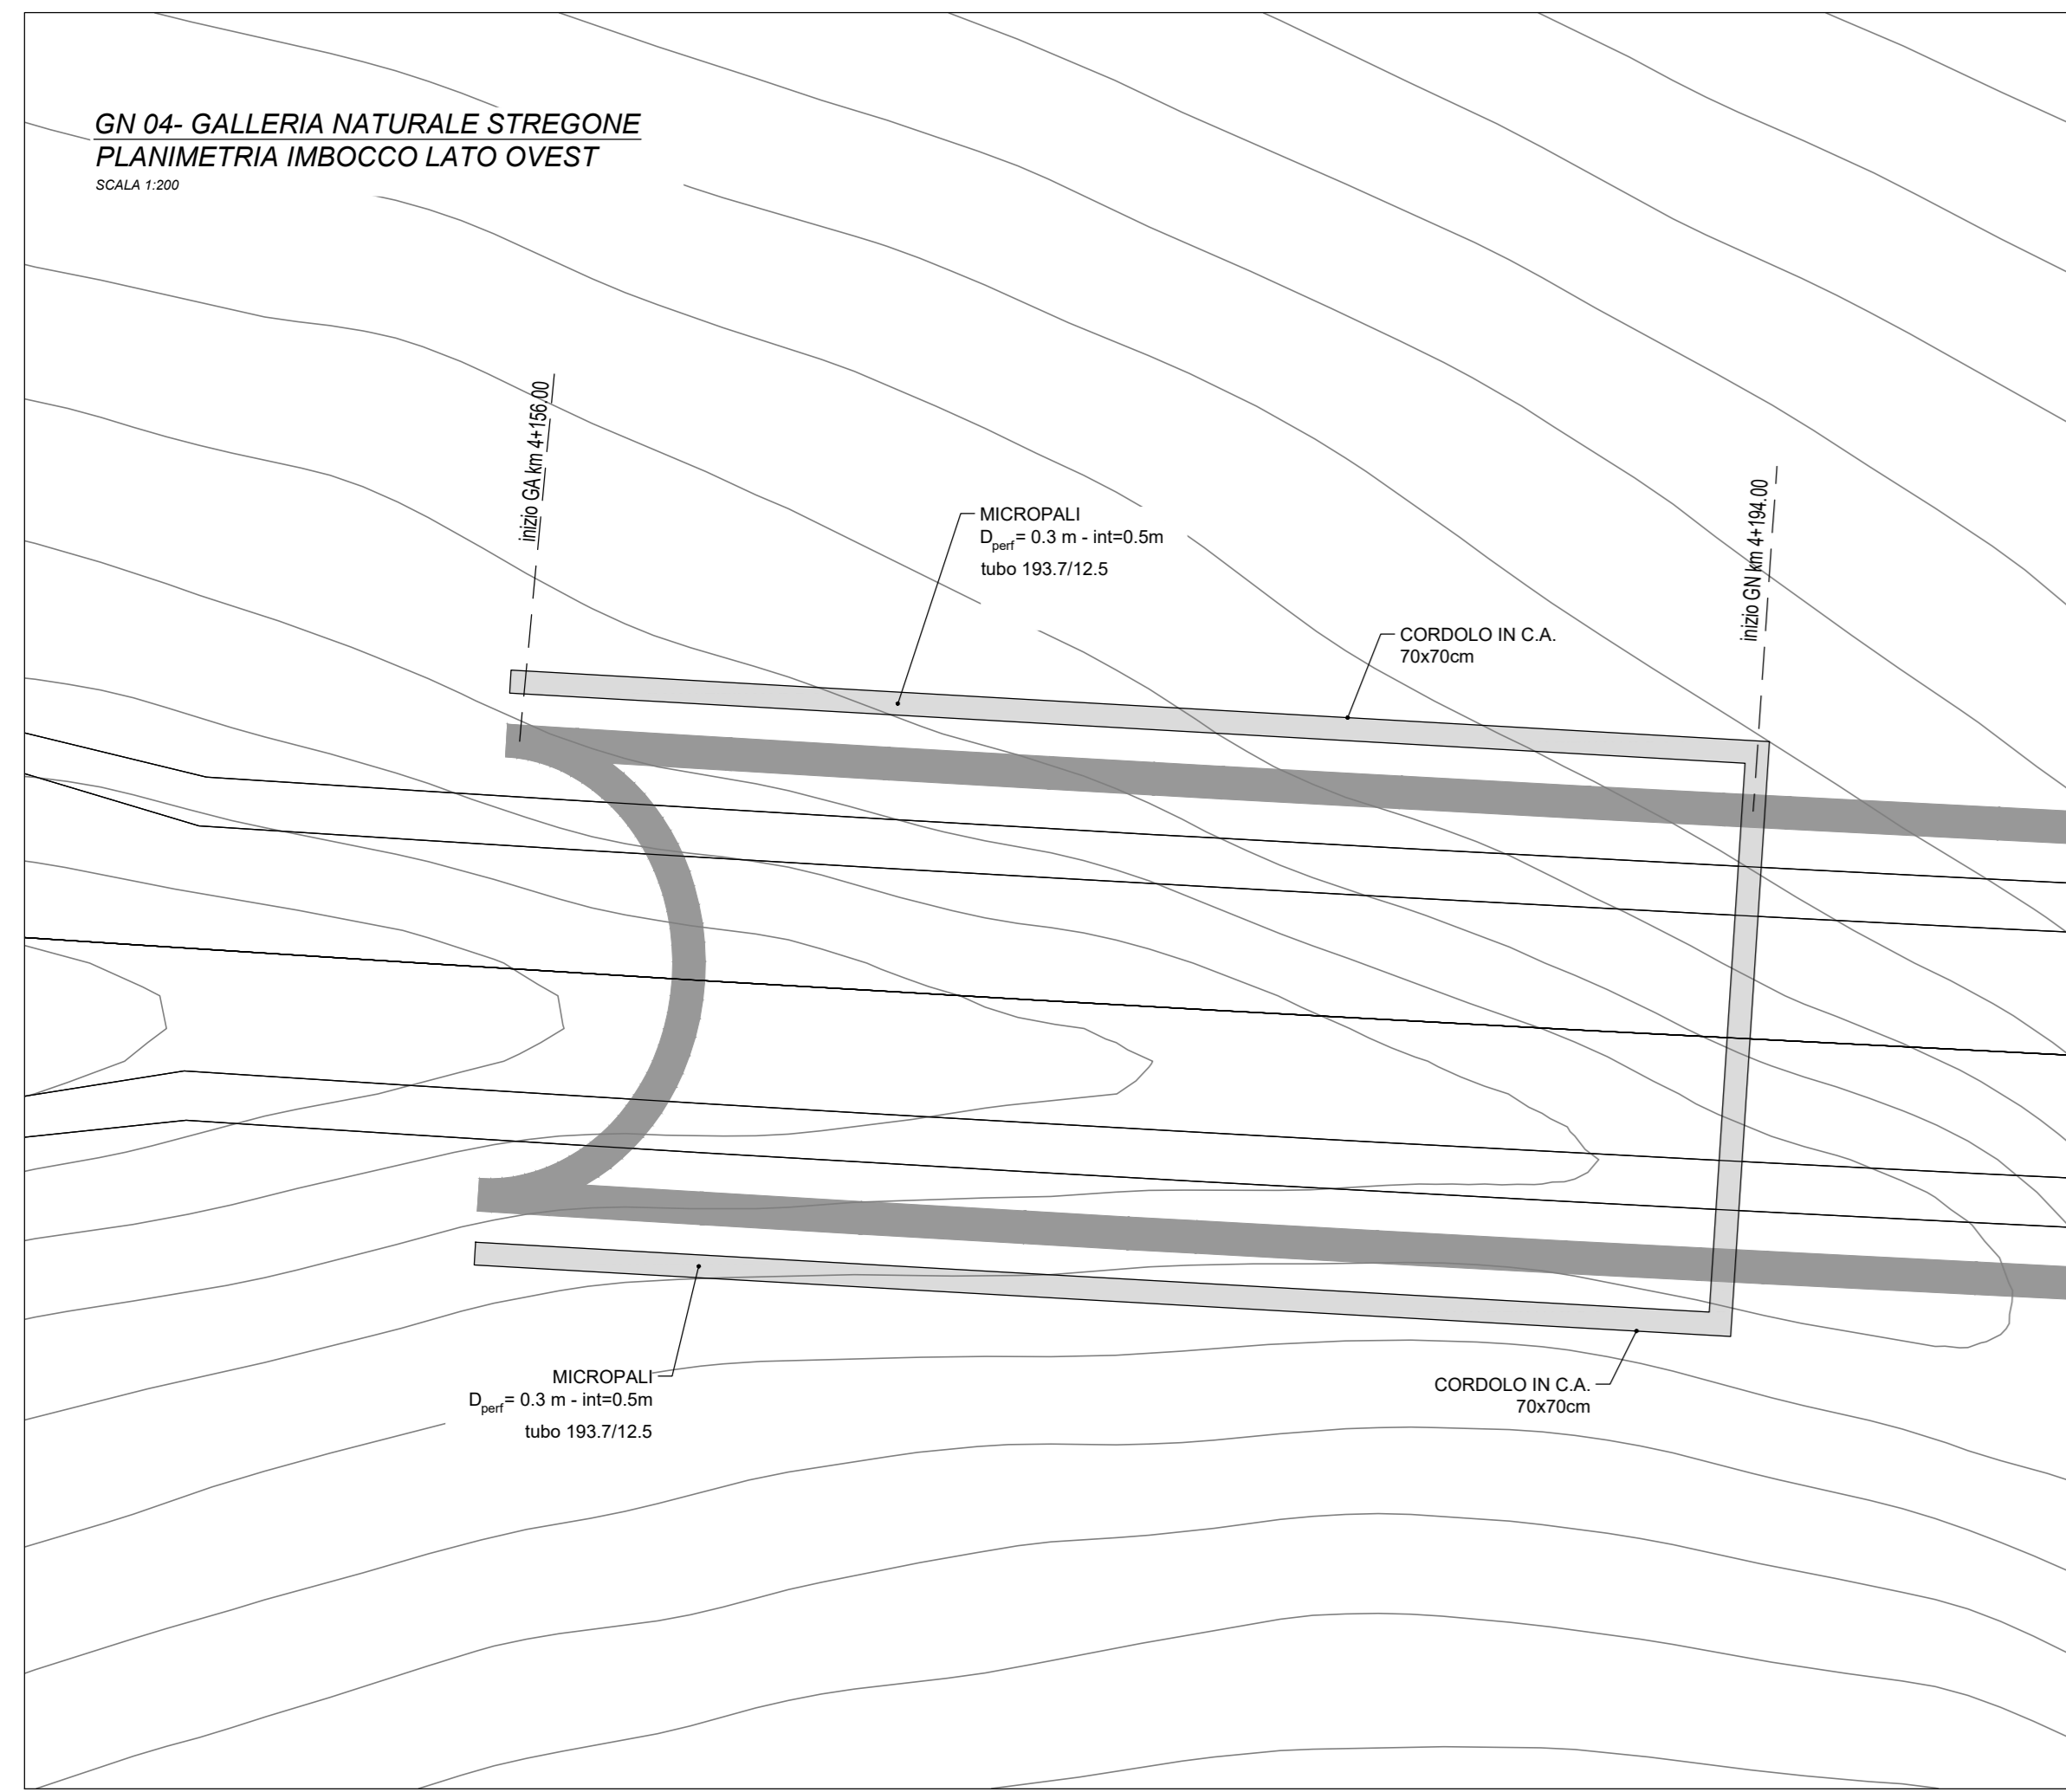 GN 04- GALLERIA NATURALE STREGONE
PLANIMETRIA IMBOCCO LATO OVEST
SCALA 1:200
inizio GA km 4+156.00
inizio GN km 4+194.00
MICROPALI
Dperf= 0.3 m - int=0.5m
tubo 193.7/12.5
CORDOLO IN C.A.
70x70cm
MICROPALI
Dperf= 0.3 m - int=0.5m
tubo 193.7/12.5
CORDOLO IN C.A.
70x70cm